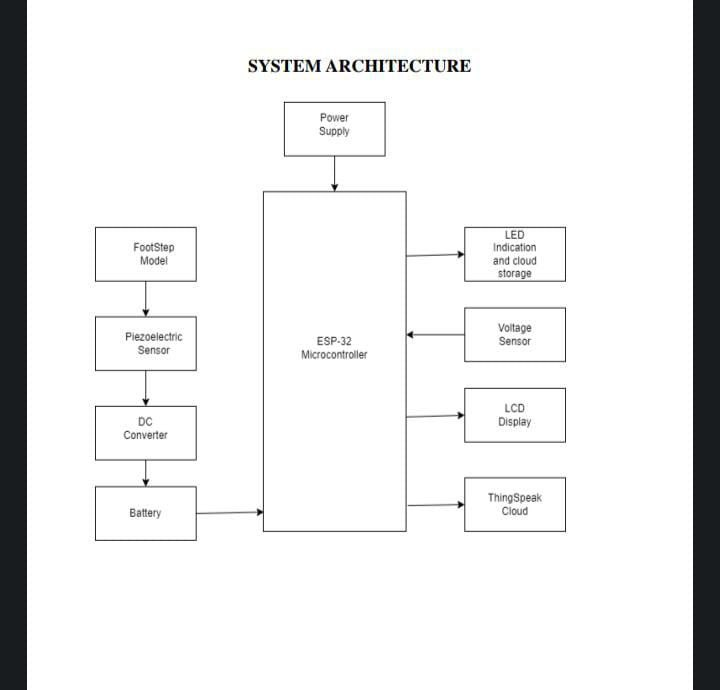 SYSTEM ARCHITECTURE
Power
Supply
FootStep
Model
Piezoelectric
Sensor
DC
Converter
Battery
ESP-32
Microcontroller
LED
Indication
and cloud
storage
Voltage
Sensor
LCD
Display
ThingSpeak
Cloud